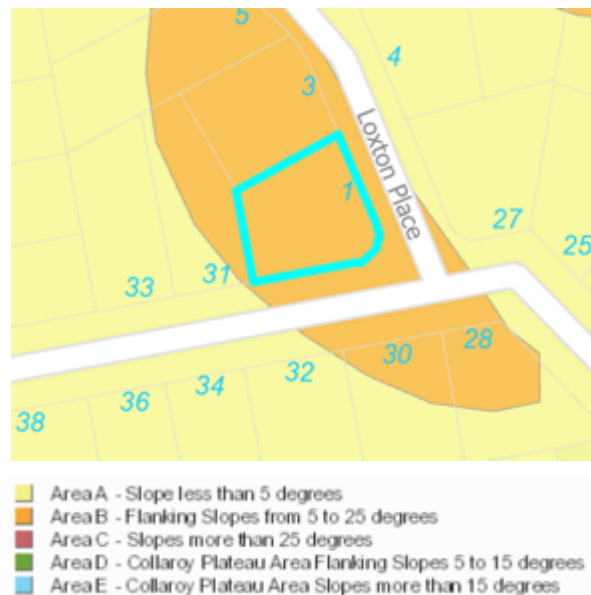 5
4
3
Loxton Place
1
27
25
31
33
28
30
32
34
36
38
Area A - Slope less than 5 degrees
Area B - Flanking Slopes from 5 to 25 degrees
Area C - Slopes more than 25 degrees
Area D - Collaroy Plateau Area Flanking Slopes 5 to 15 degrees
Area E - Collaroy Plateau Area Slopes more than 15 degrees